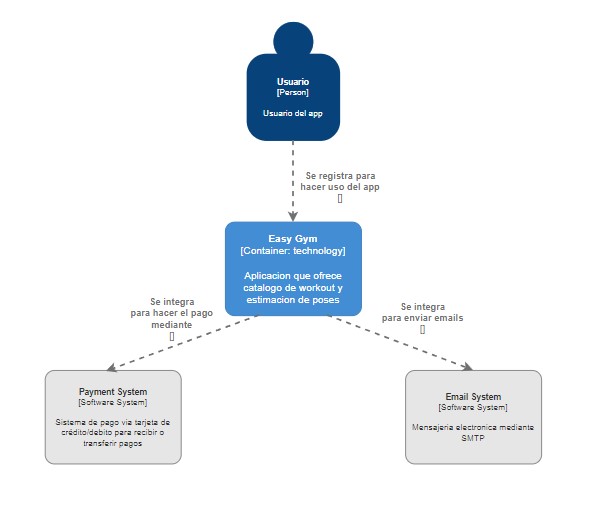 Usuario
[Person]
Usuario del app
Se registra para
hacer uso del app
[]
Easy Gym
[Container: technology]
Aplicacion que ofrece
catalogo de workout y
estimacion de poses
Se integra
para hacer el pago
mediante
[]
Se integra
para enviar emails
[]
Payment System
[Software System]
Sistema de pago via tarjeta de
crédito/debito para recibir o
transferir pagos
Email System
[Software System]
Mensajeria electronica mediante
SMTP